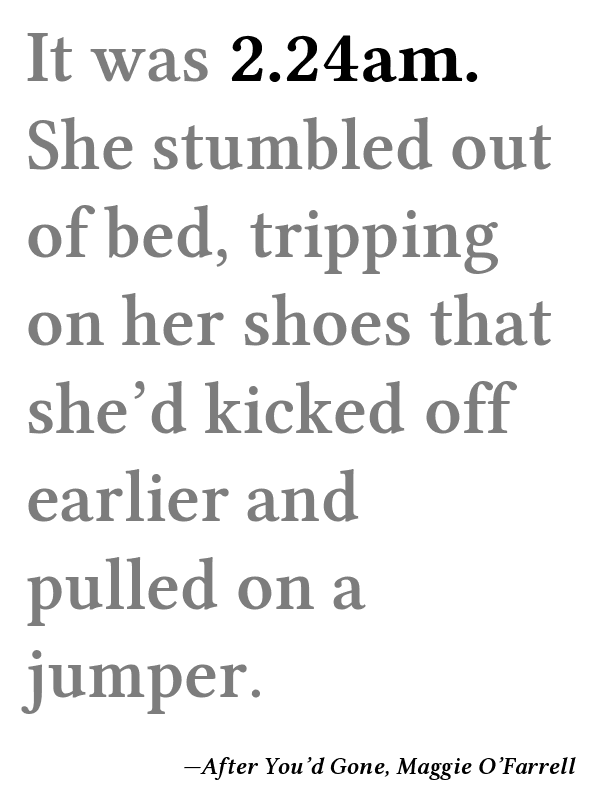 It was 2.24am.
She stumbled out
of bed, tripping
on her shoes that
she’d kicked off
earlier and
pulled on a
jumper.
—After You’d Gone, Maggie O’Farrell